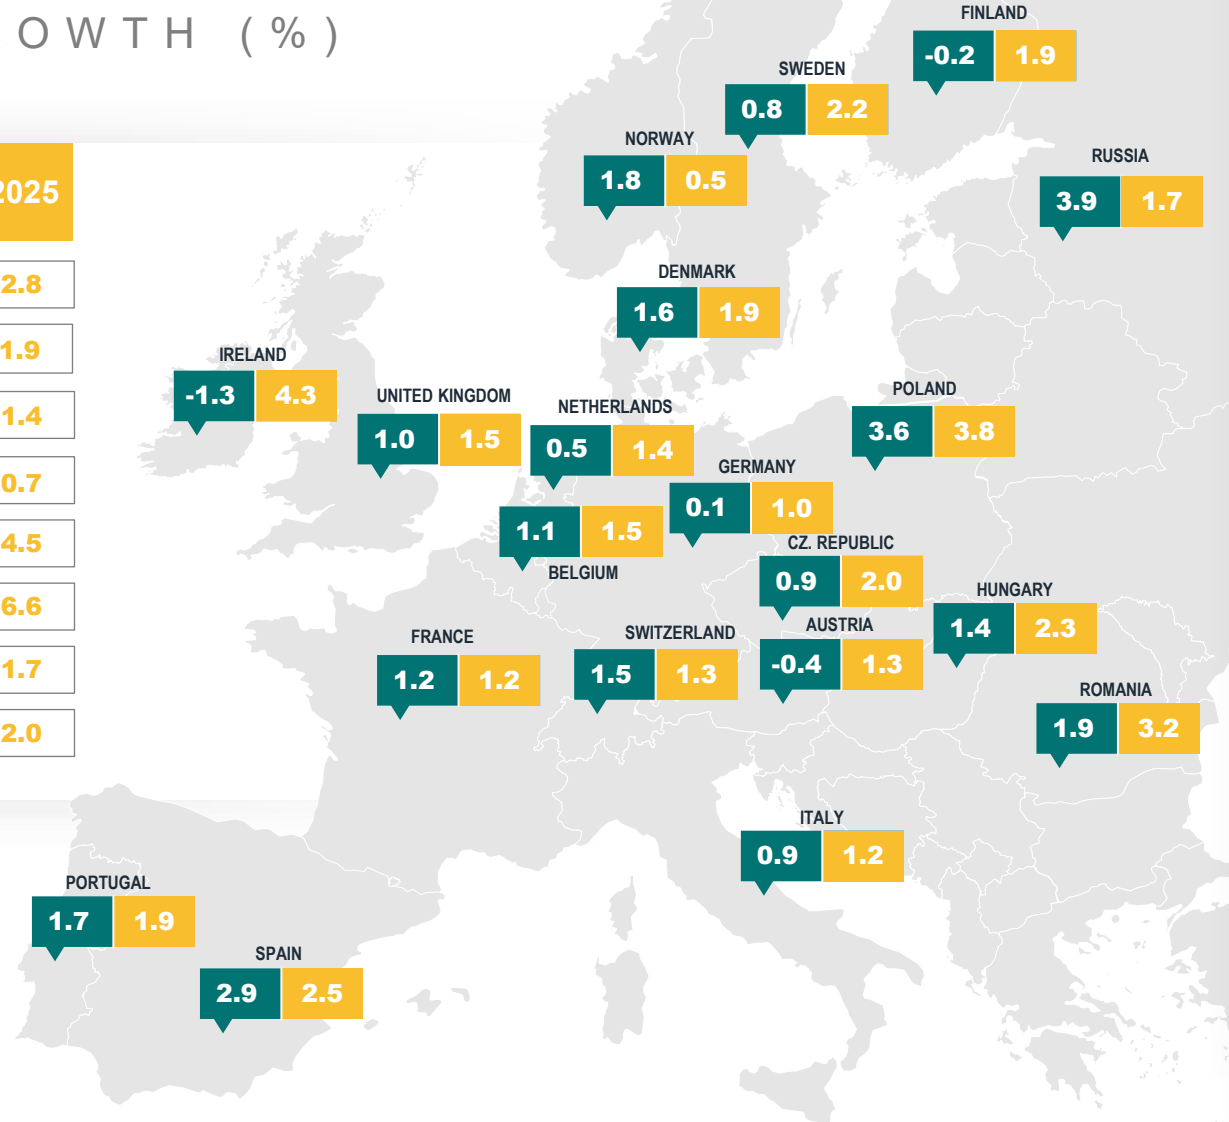 OWTH (%)
2025
2.8
1.9
1.4
0.7
4.5
6.6
1.7
2.0
FINLAND
-0.2 1.9
SWEDEN
0.8 2.2
NORWAY
1.8 0.5
RUSSIA
3.9 1.7
DENMARK
1.6 1.9
IRELAND
-1.3 4.3
UNITED KINGDOM
1.0 1.5
NETHERLANDS
0.5 1.4
POLAND
3.6 3.8
GERMANY
0.1 1.0
1.1 1.5
BELGIUM
CZ. REPUBLIC
0.9 2.0
HUNGARY
1.4 2.3
FRANCE
1.2 1.2
SWITZERLAND
1.5 1.3
AUSTRIA
-0.4 1.3
ROMANIA
1.9 3.2
ITALY
0.9 1.2
PORTUGAL
1.7 1.9
SPAIN
2.9 2.5